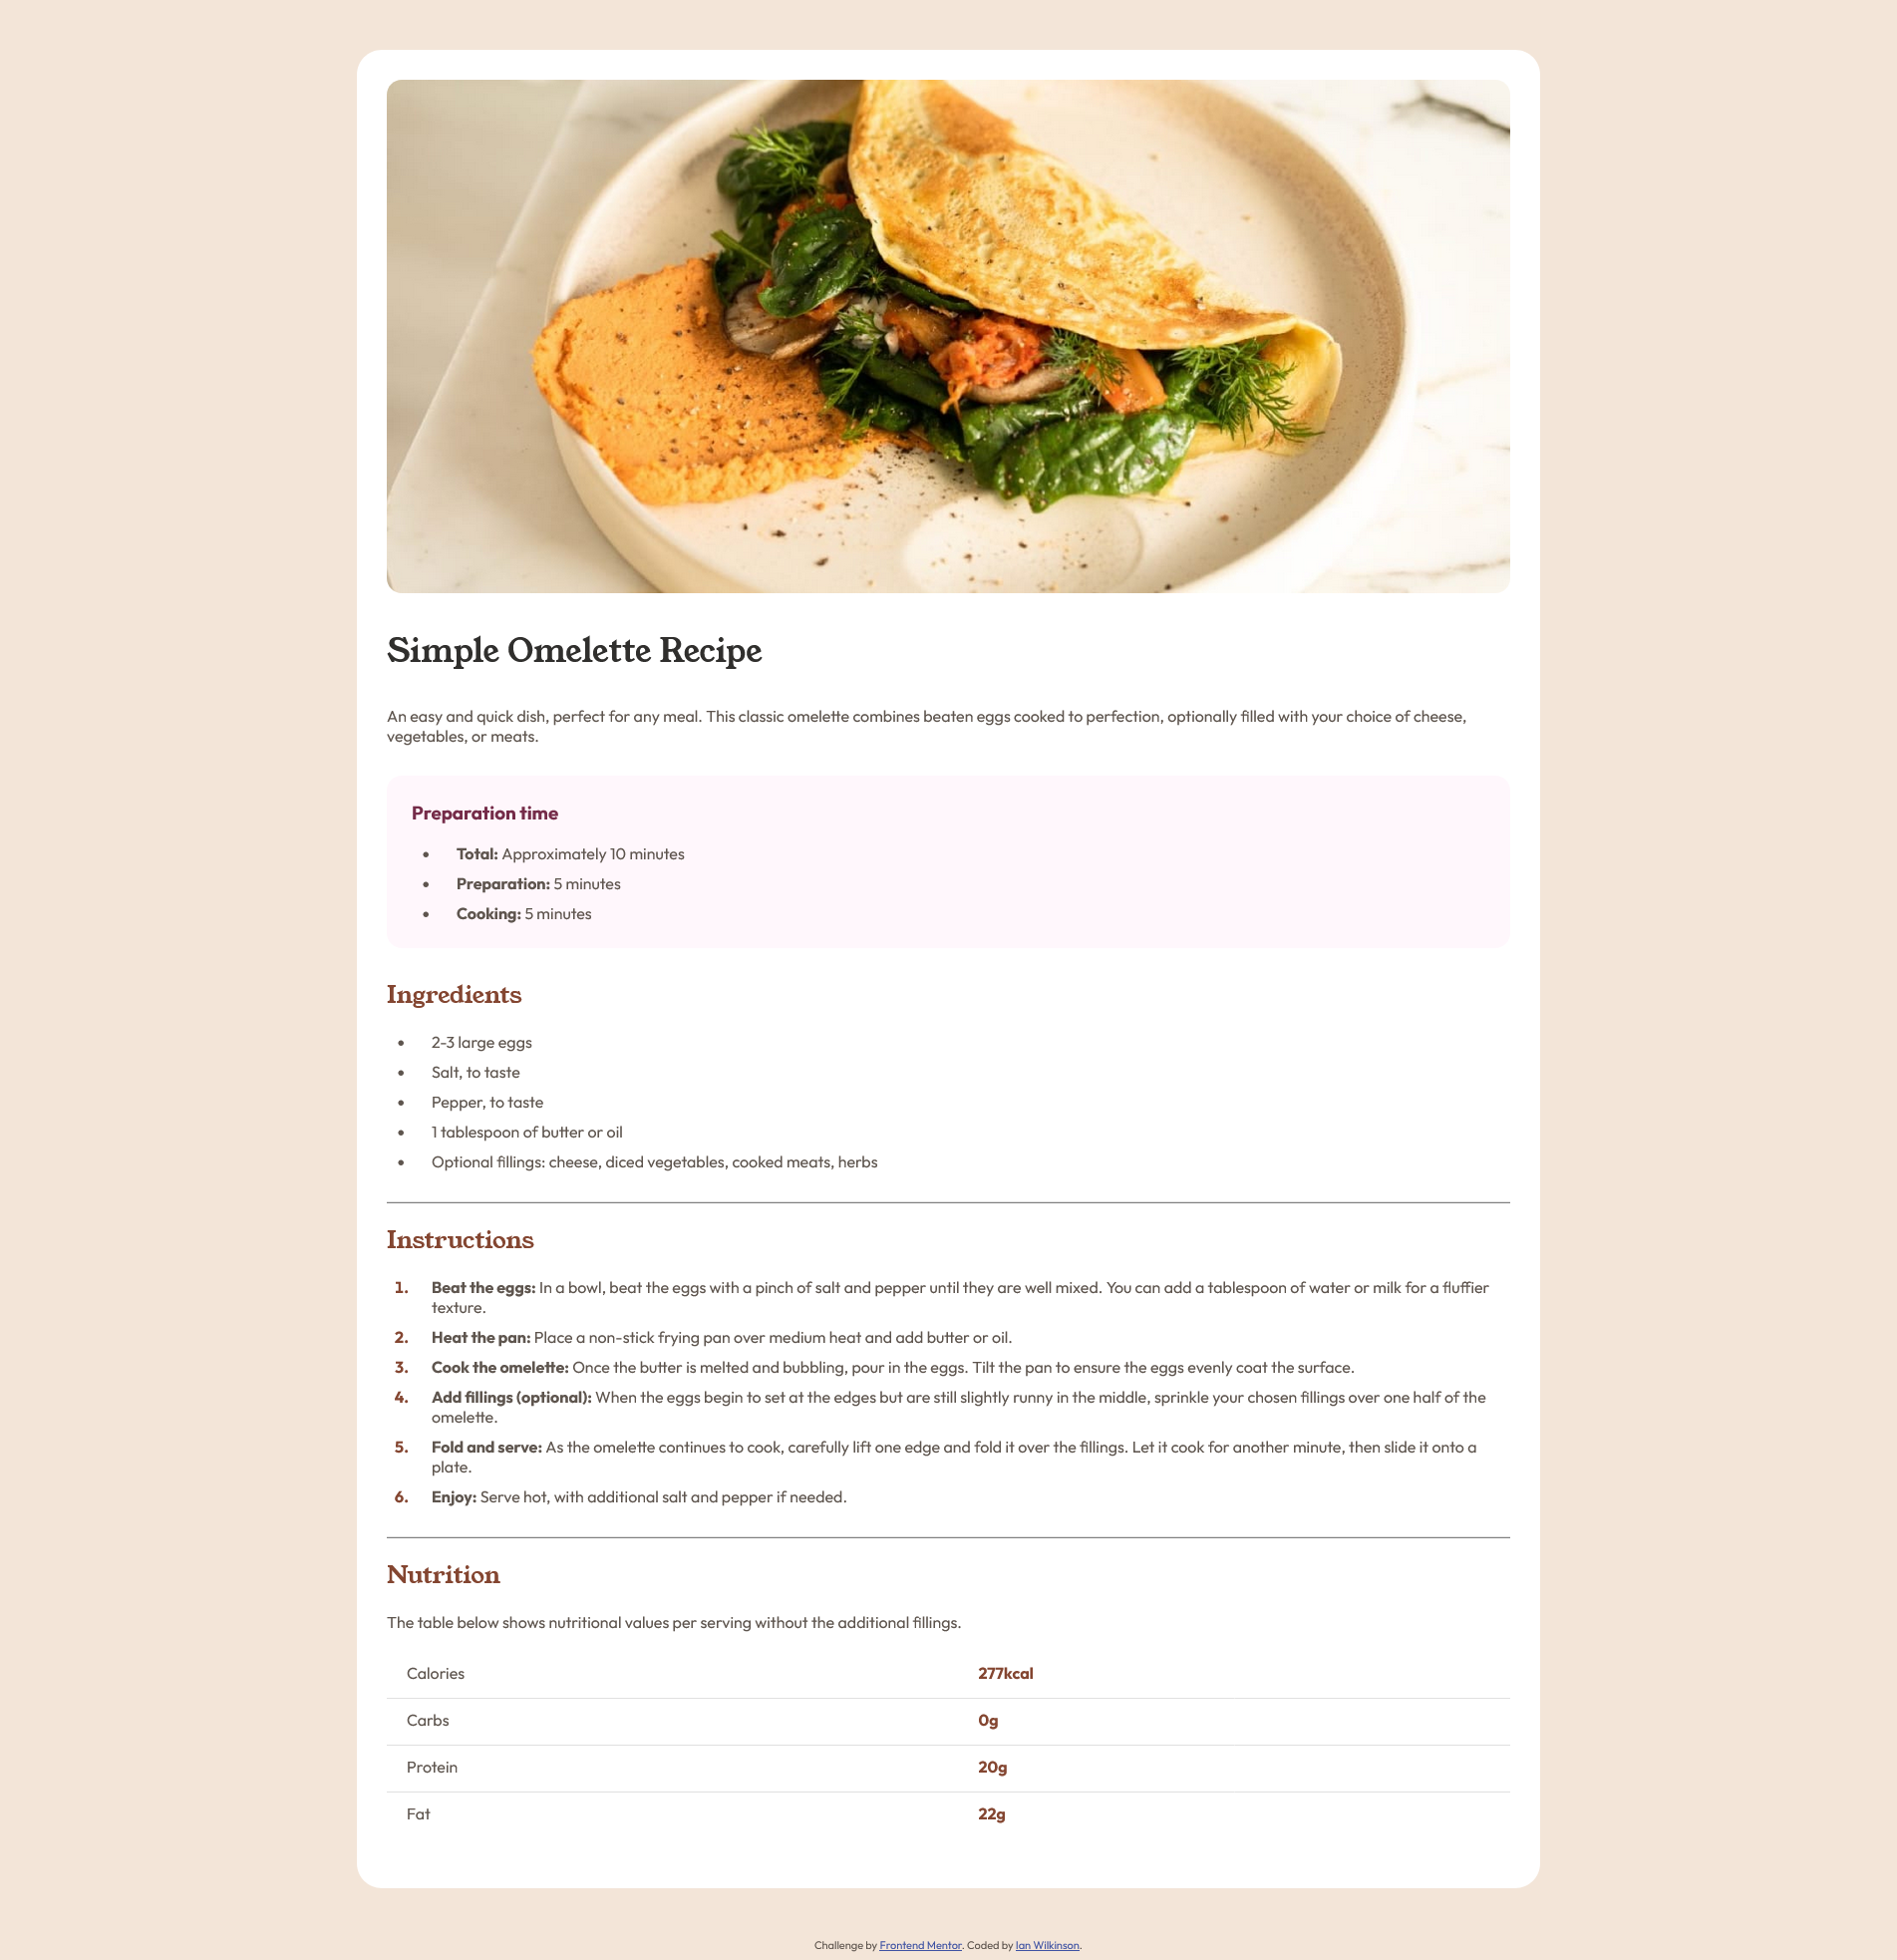 Simple Omelette Recipe
An easy and quick dish, perfect for any meal. This classic omelette combines beaten eggs cooked to perfection, optionally filled with your choice of cheese,
vegetables, or meats.
Preparation time
• Total: Approximately 10 minutes
• Preparation: 5 minutes
• Cooking: 5 minutes
Ingredients
• 2-3 large eggs
• Salt, to taste
• Pepper, to taste
• 1 tablespoon of butter or oil
• Optional fillings: cheese, diced vegetables, cooked meats, herbs
Instructions
1. Beat the eggs: In a bowl, beat the eggs with a pinch of salt and pepper until they are well mixed. You can add a tablespoon of water or milk for a fluffier
texture.
2. Heat the pan: Place a non-stick frying pan over medium heat and add butter or oil.
3. Cook the omelette: Once the butter is melted and bubbling, pour in the eggs. Tilt the pan to ensure the eggs evenly coat the surface.
4. Add fillings (optional): When the eggs begin to set at the edges but are still slightly runny in the middle, sprinkle your chosen fillings over one half of the
omelette.
5. Fold and serve: As the omelette continues to cook, carefully lift one edge and fold it over the fillings. Let it cook for another minute, then slide it onto a
plate.
6. Enjoy: Serve hot, with additional salt and pepper if needed.
Nutrition
The table below shows nutritional values per serving without the additional fillings.
Calories 277kcal
Carbs 0g
Protein 20g
Fat 22g
Challenge by Frontend Mentor. Coded by Ian Wilkinson.